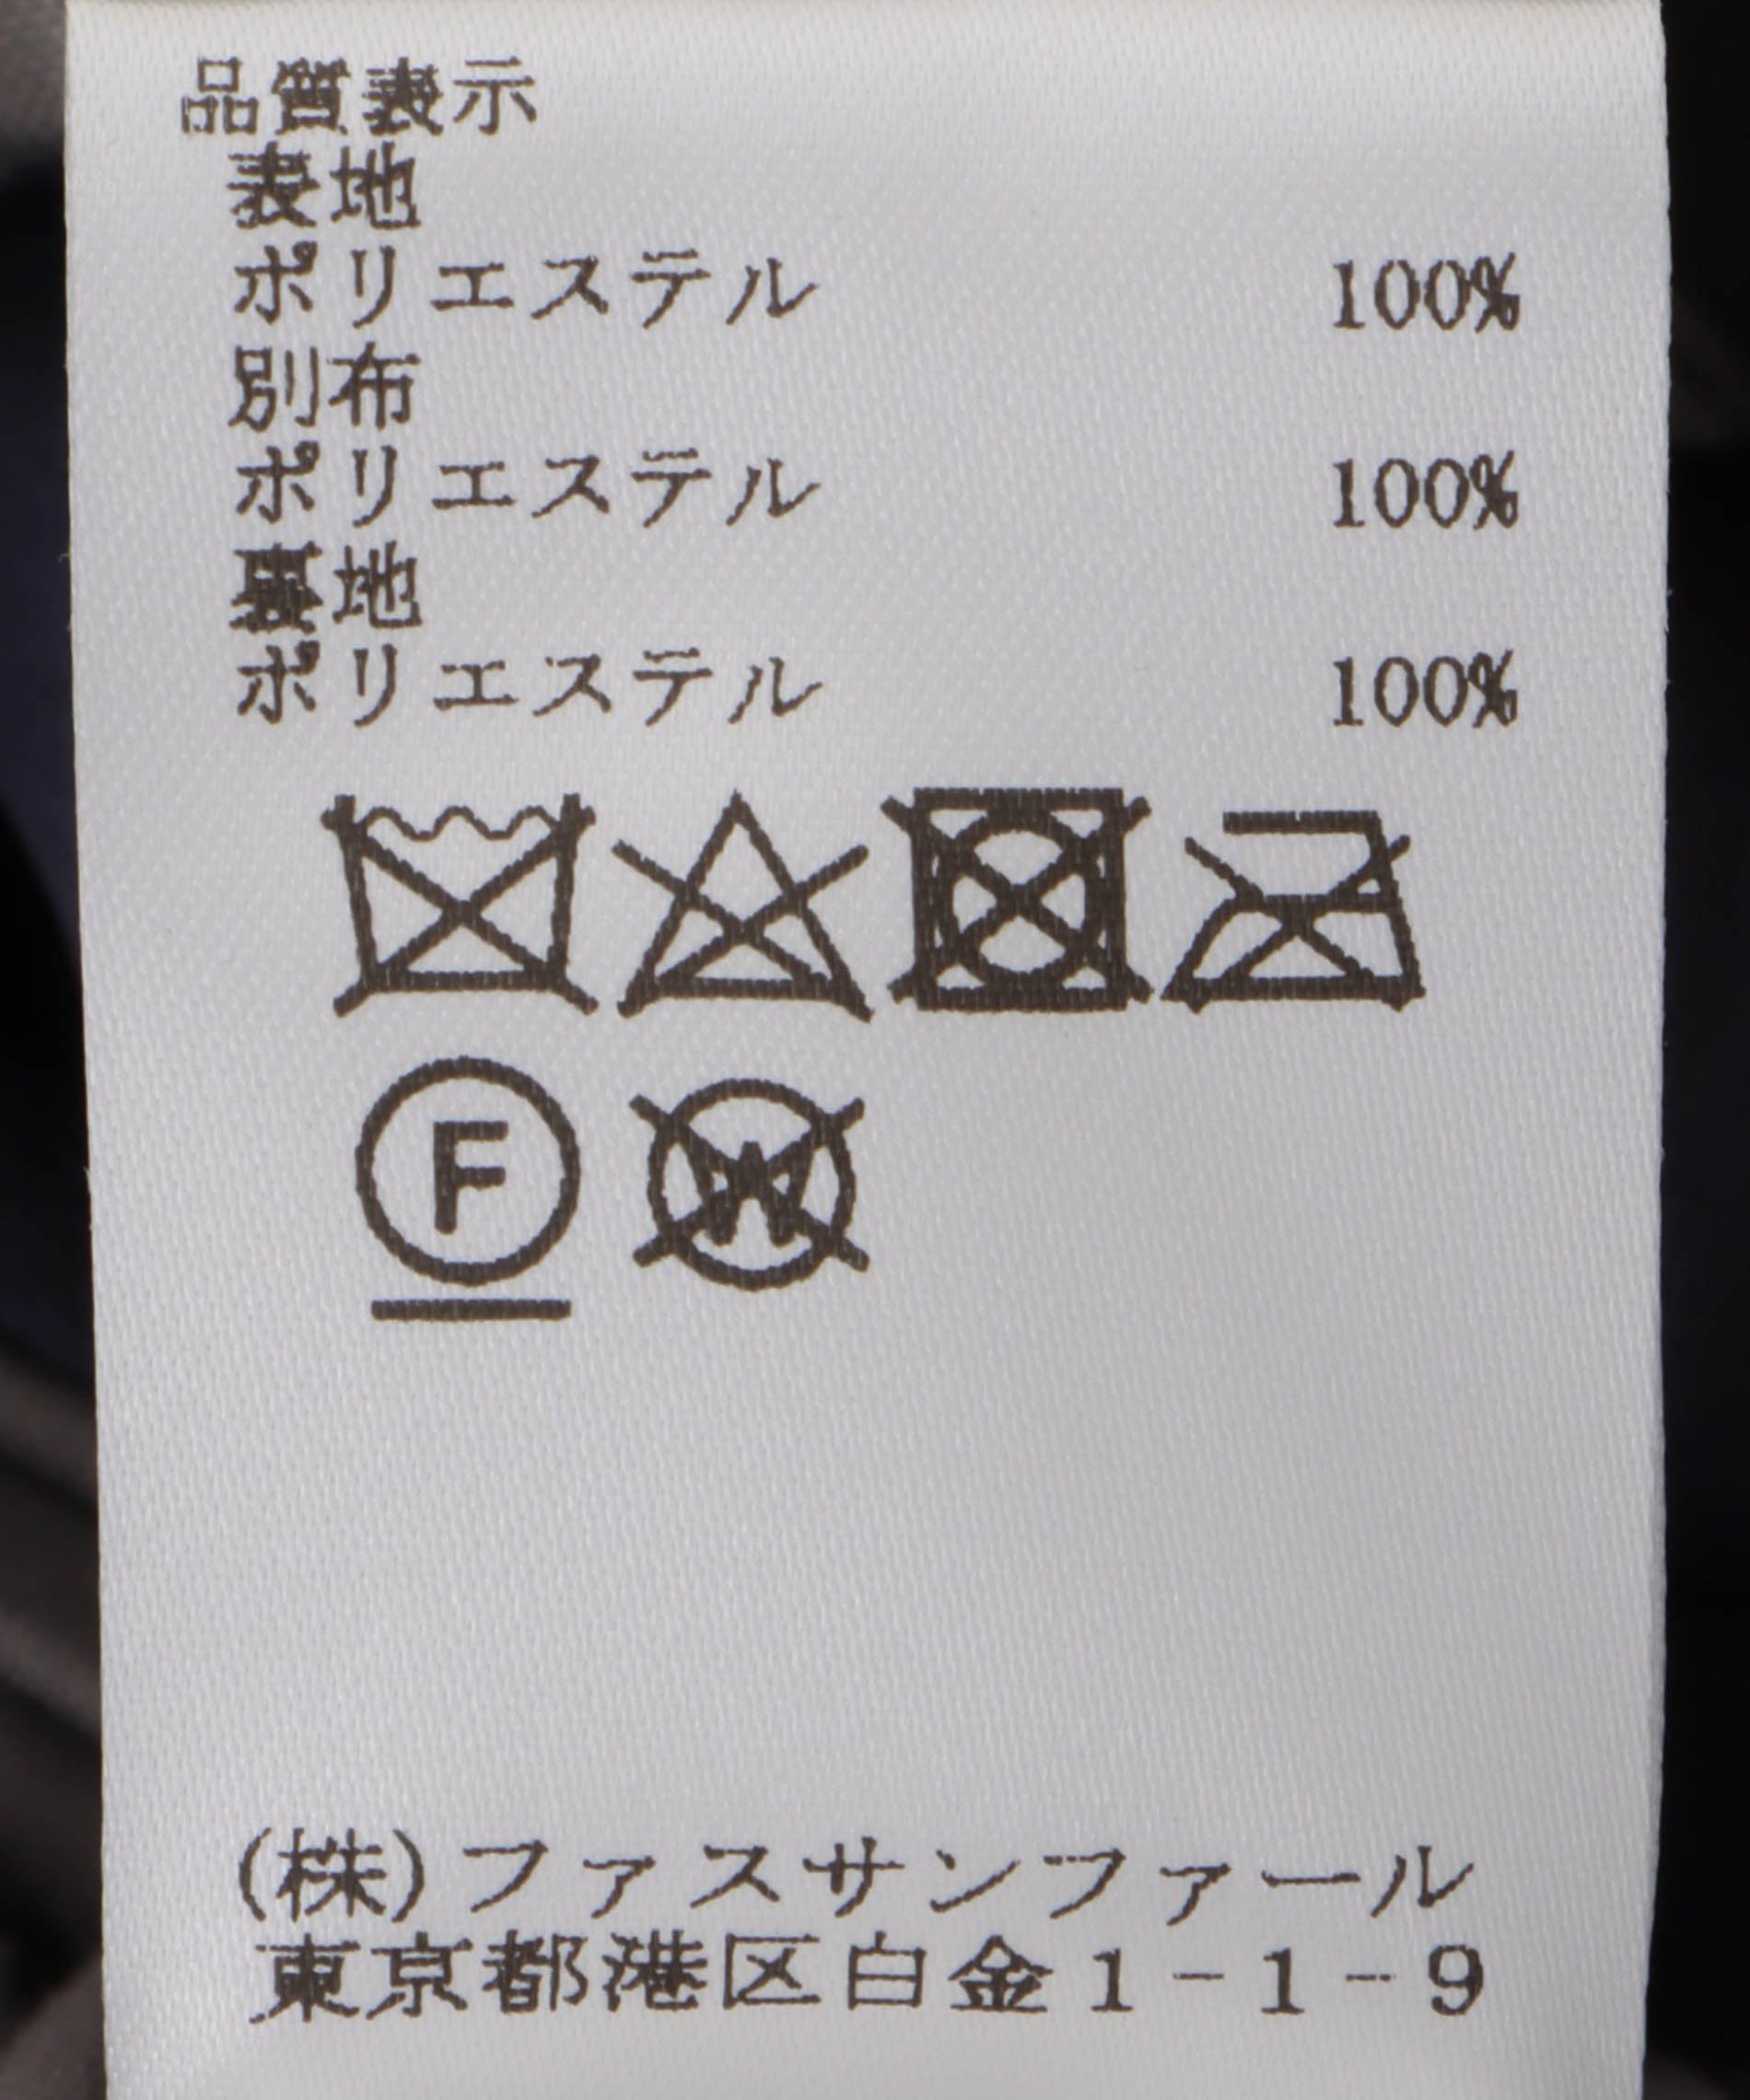 品質表示
表地
ポリエステル 100%
別布
ポリエステル 100%
裏地
ポリエステル 100%
F W
(株)ファスサンファール
東京都港区白金1-1-9